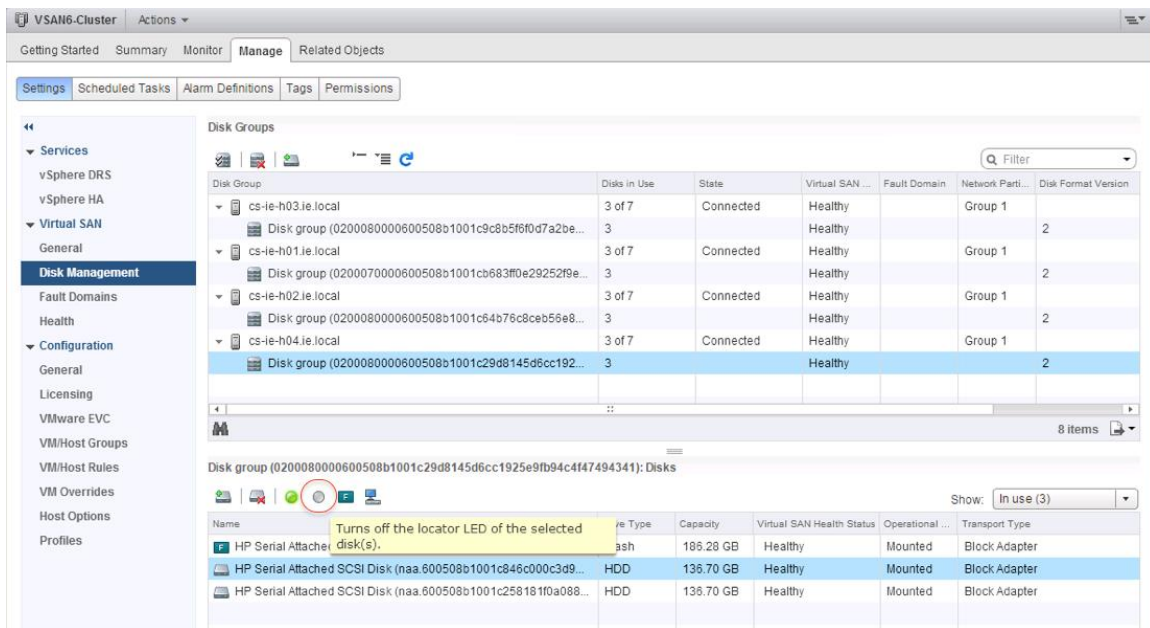 VSAN6-Cluster Actions
Getting Started Summary Monitor Manage Related Objects
Settings Scheduled Tasks Alarm Definitions Tags Permissions
Disk Groups
Services
vSphere DRS
vSphere HA
Virtual SAN
General
Disk Management
Fault Domains
Health
Configuration
General
Licensing
VMware EVC
VM/Host Groups
VM/Host Rules
VM Overrides
Host Options
Profiles
Filter
Disk Group Disks in Use State Virtual SAN ... Fault Domain Network Parti... Disk Format Version
cs-ie-h03.ie.local 3 of 7 Connected Healthy Group 1
Disk group (0200080000600508b1001c9c8b5f6f0d7a2be... 3 Healthy 2
cs-ie-h01.ie.local 3 of 7 Connected Healthy Group 1
Disk group (0200070000600508b1001cb683ff0e29252f9e... 3 Healthy 2
cs-ie-h02.ie.local 3 of 7 Connected Healthy Group 1
Disk group (0200080000600508b1001c64b76c8ceb56e8... 3 Healthy 2
cs-ie-h04.ie.local 3 of 7 Connected Healthy Group 1
Disk group (0200080000600508b1001c29d8145d6cc192... 3 Healthy 2
8 items
Disk group (0200080000600508b1001c29d8145d6cc1925e9fb94c4f47494341): Disks
F
Show: In use (3)
Name ve Type Capacity Virtual SAN Health Status Operational ... Transport Type
Turns off the locator LED of the selected
disk(s).
F HP Serial Attache ash 186.28 GB Healthy Mounted Block Adapter
HP Serial Attached SCSI Disk (naa.600508b1001c846c000c3d9... HDD 136.70 GB Healthy Mounted Block Adapter
HP Serial Attached SCSI Disk (naa.600508b1001c258181f0a088... HDD 136.70 GB Healthy Mounted Block Adapter